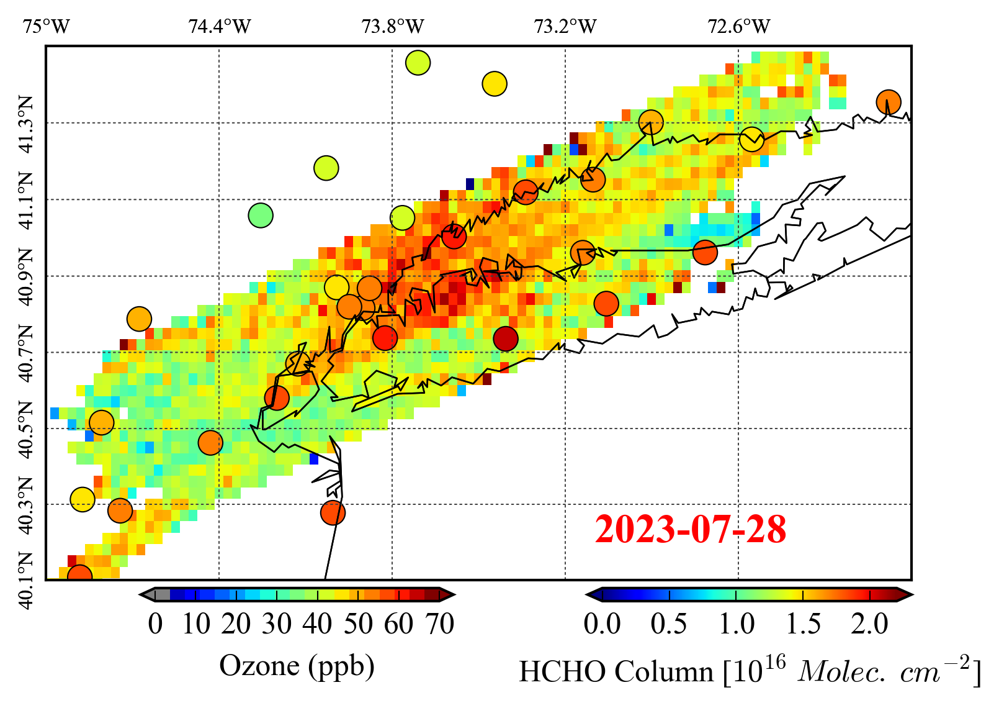 75°W 74.4°W 73.8°W 73.2°W 72.6°W
41.3°N
41.1°N
40.9°N
40.7°N
40.5°N
40.3°N
40.1°N
2023-07-28
0 10 20 30 40 50 60 70
0.0 0.5 1.0 1.5 2.0
Ozone (ppb)
HCHO Column [10¹⁶ Molec. cm⁻²]